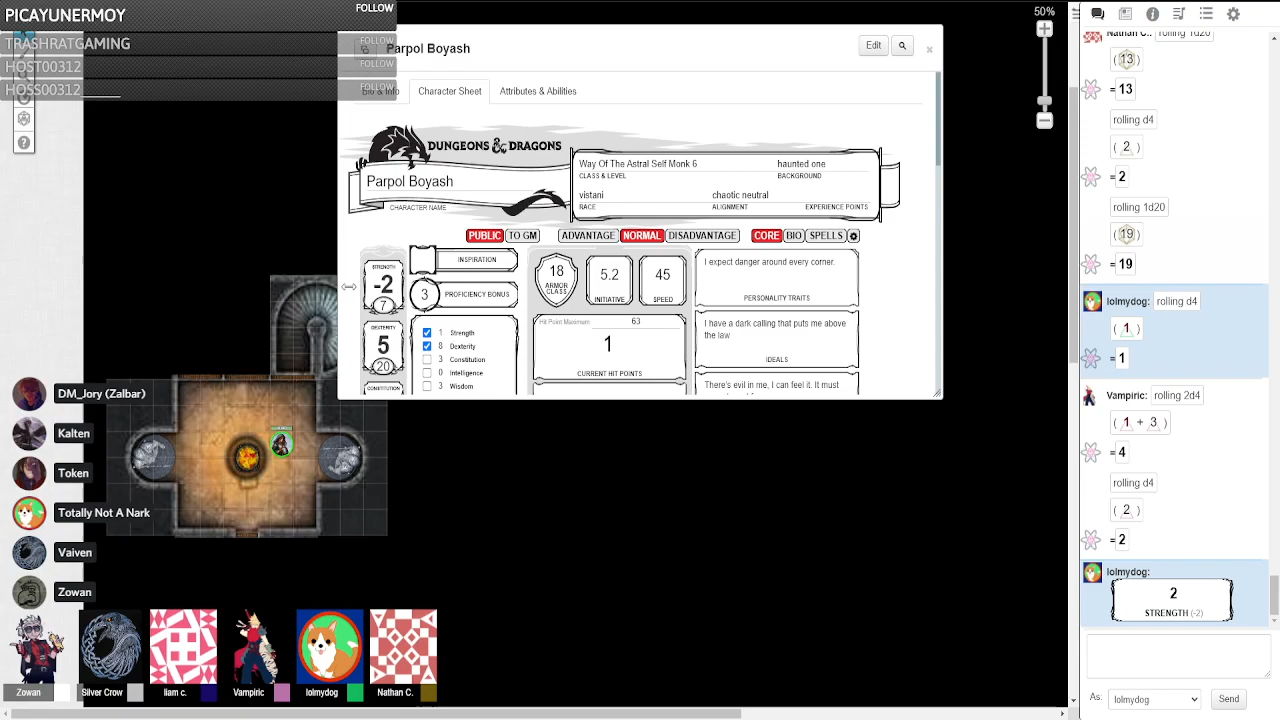 PICAYUNERMOY FOLLOW
TRASHRATGAMING FOLLOW
HOST00312 FOLLOW
HOSS00312 FOLLOW
Parpol Boyash
Edit
Bio & Info Character Sheet Attributes & Abilities
DUNGEONS & DRAGONS
Parpol Boyash
CHARACTER NAME
Way Of The Astral Self Monk 6 haunted one
CLASS & LEVEL BACKGROUND
vistani chaotic neutral
RACE ALIGNMENT EXPERIENCE POINTS
PUBLIC TO GM ADVANTAGE NORMAL DISADVANTAGE CORE BIO SPELLS
STRENGTH
-2
7
DEXTERITY
5
20
CONSTITUTION
INSPIRATION
3 PROFICIENCY BONUS
1 Strength
8 Dexterity
3 Constitution
0 Intelligence
3 Wisdom
18
ARMOR CLASS
5.2
INITIATIVE
45
SPEED
Hit Point Maximum 63
1
CURRENT HIT POINTS
I expect danger around every corner.
PERSONALITY TRAITS
I have a dark calling that puts me above
the law
IDEALS
There's evil in me, I can feel it. It must
DM_Jory (Zalbar)
Kalten
Token
Totally Not A Nark
Vaiven
Zowan
Zowan Silver Crow liam c. Vampiric lolmydog Nathan C.
50%
Nathan C.: rolling 1d20
(13)
=13
rolling d4
(2)
=2
rolling 1d20
(19)
=19
lolmydog: rolling d4
(1)
=1
Vampiric: rolling 2d4
(1+3)
=4
rolling d4
(2)
=2
lolmydog:
2
STRENGTH (-2)
As: lolmydog Send